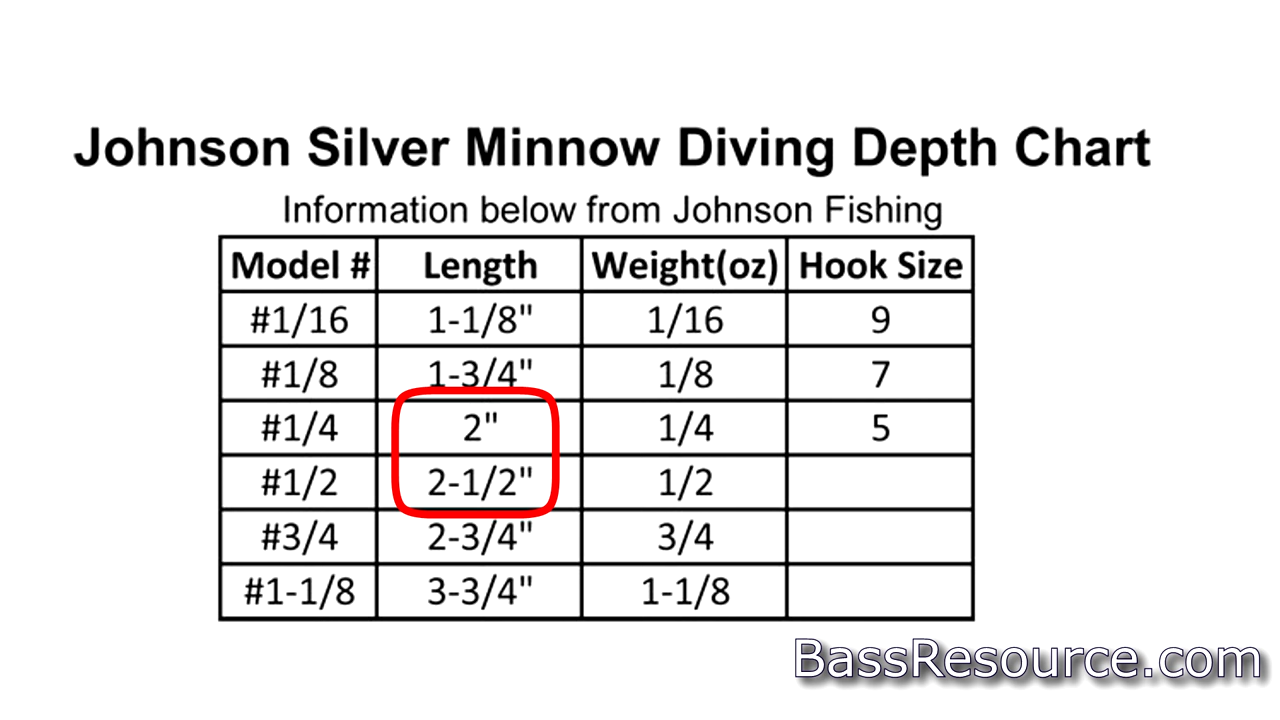 Johnson Silver Minnow Diving Depth Chart
Information below from Johnson Fishing
Model # Length Weight(oz) Hook Size
#1/16 1-1/8" 1/16 9
#1/8 1-3/4" 1/8 7
#1/4 2" 1/4 5
#1/2 2-1/2" 1/2
#3/4 2-3/4" 3/4
#1-1/8 3-3/4" 1-1/8
BassResource.com